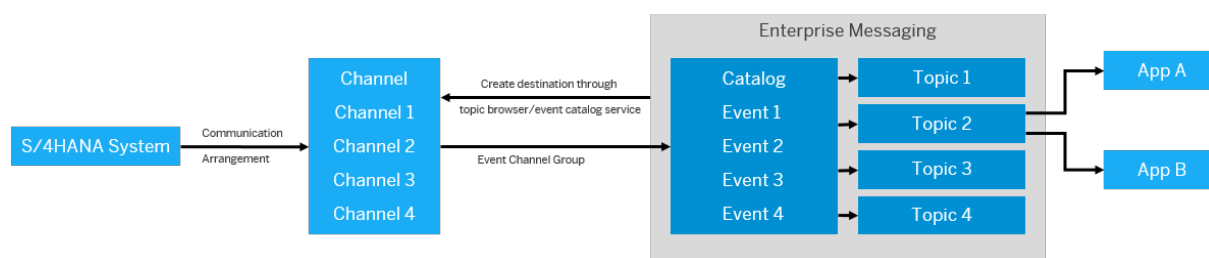 Enterprise Messaging
S/4HANA System
Communication
Arrangement
Channel
Channel 1
Channel 2
Channel 3
Channel 4
Create destination through
topic browser/event catalog service
Event Channel Group
Catalog
Event 1
Event 2
Event 3
Event 4
Topic 1
Topic 2
Topic 3
Topic 4
App A
App B